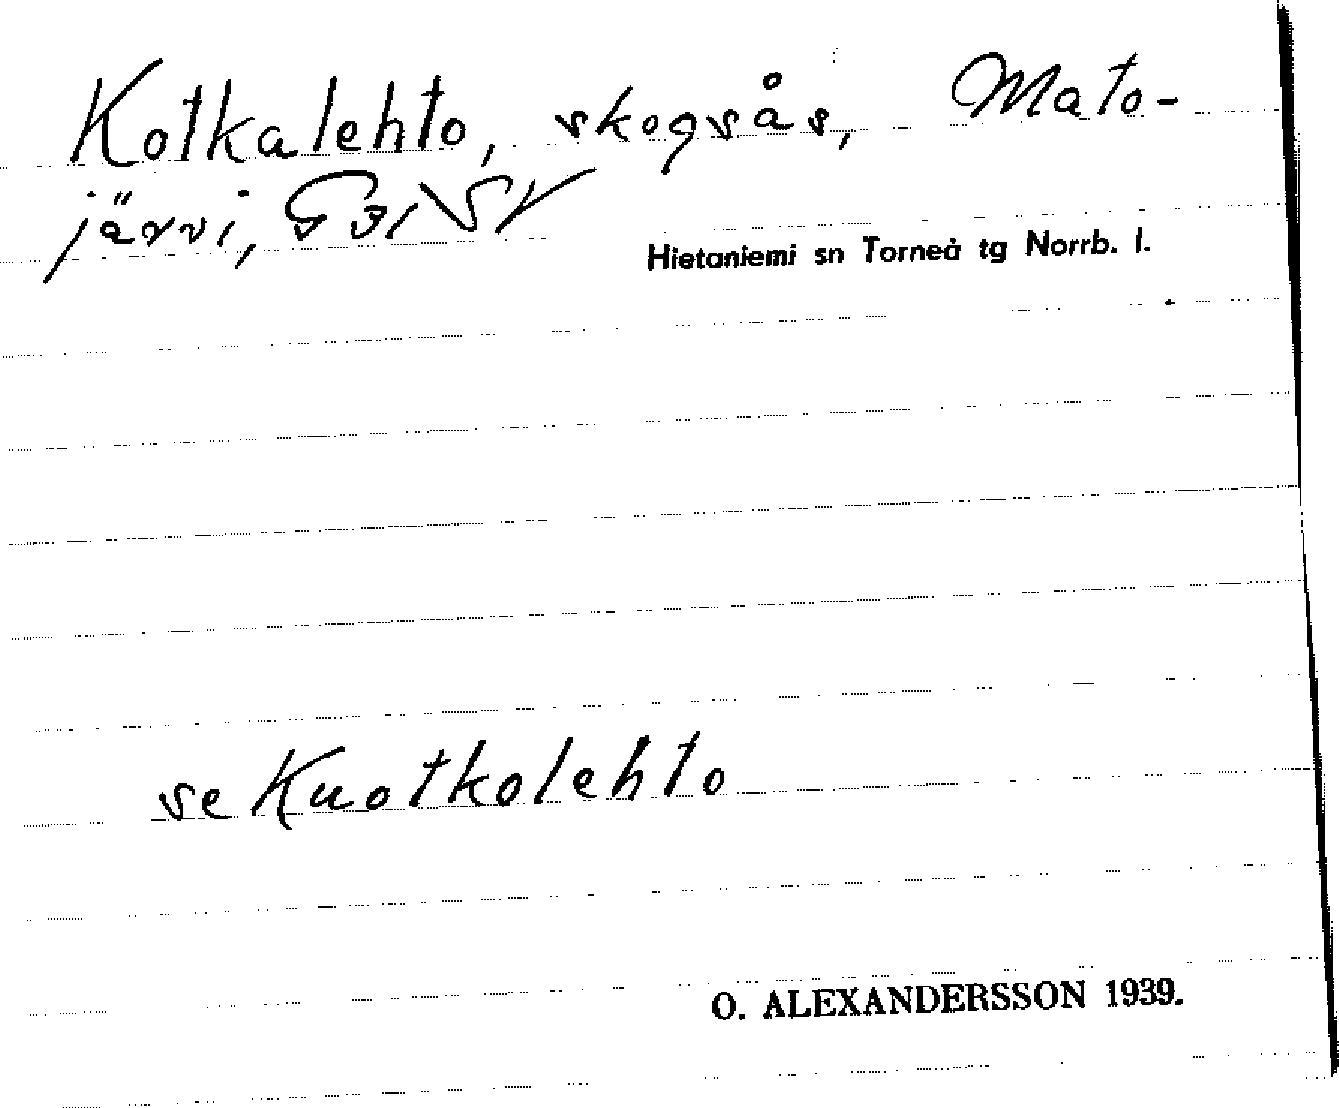 Kotkalehto, skogsås, Mato-
järvi,
Hietaniemi sn Torneå tg Norrb. l.
se Kuotkolehto
O. ALEXANDERSSON 1939.